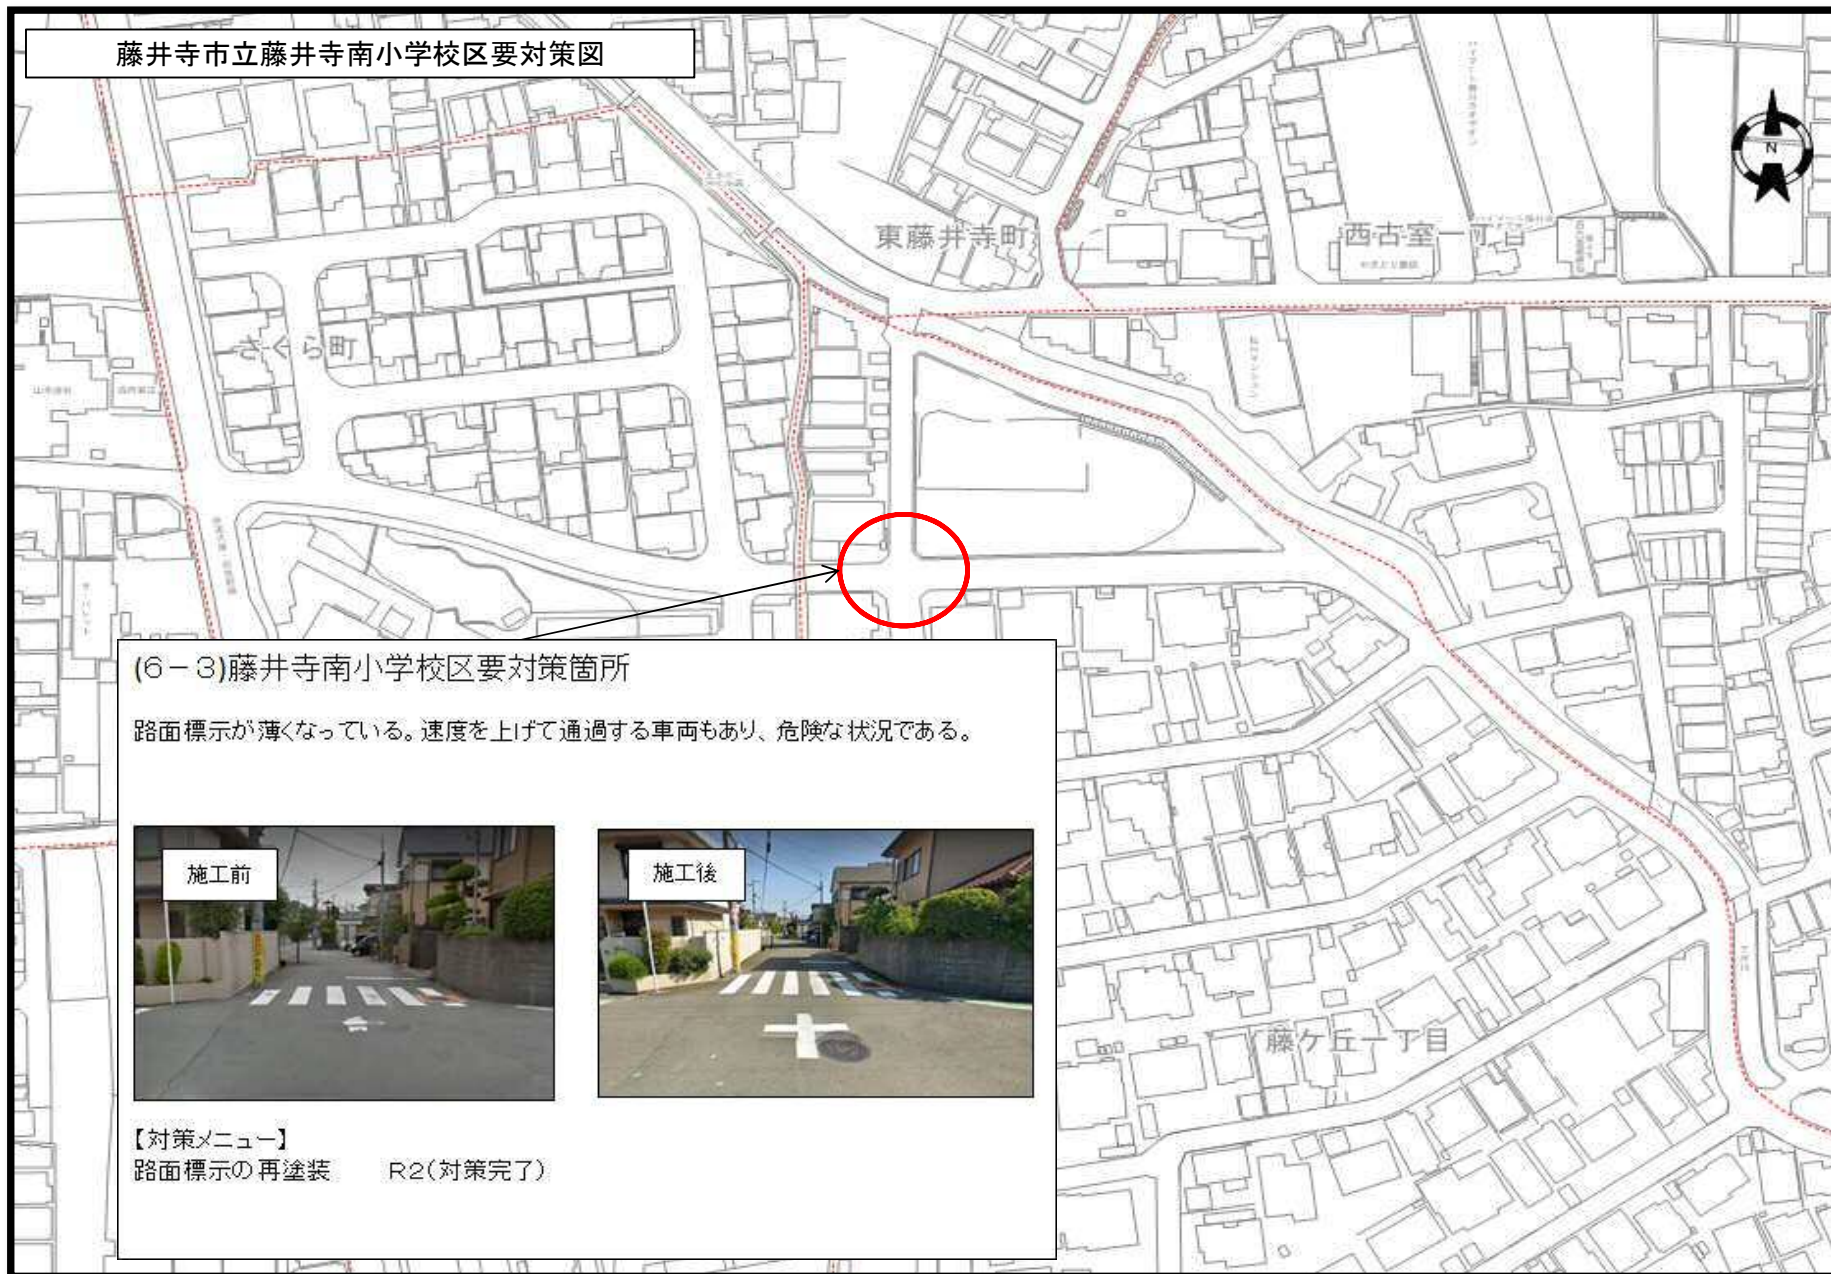 藤井寺市立藤井寺南小学校区要対策図
N
東藤井寺町
西古室一丁目
さくら町
(6-3)藤井寺南小学校区要対策箇所
路面標示が薄くなっている。速度を上げて通過する車両もあり、危険な状況である。
施工前
施工後
藤ケ丘一丁目
【対策メニュー】
路面標示の再塗装 R2(対策完了)